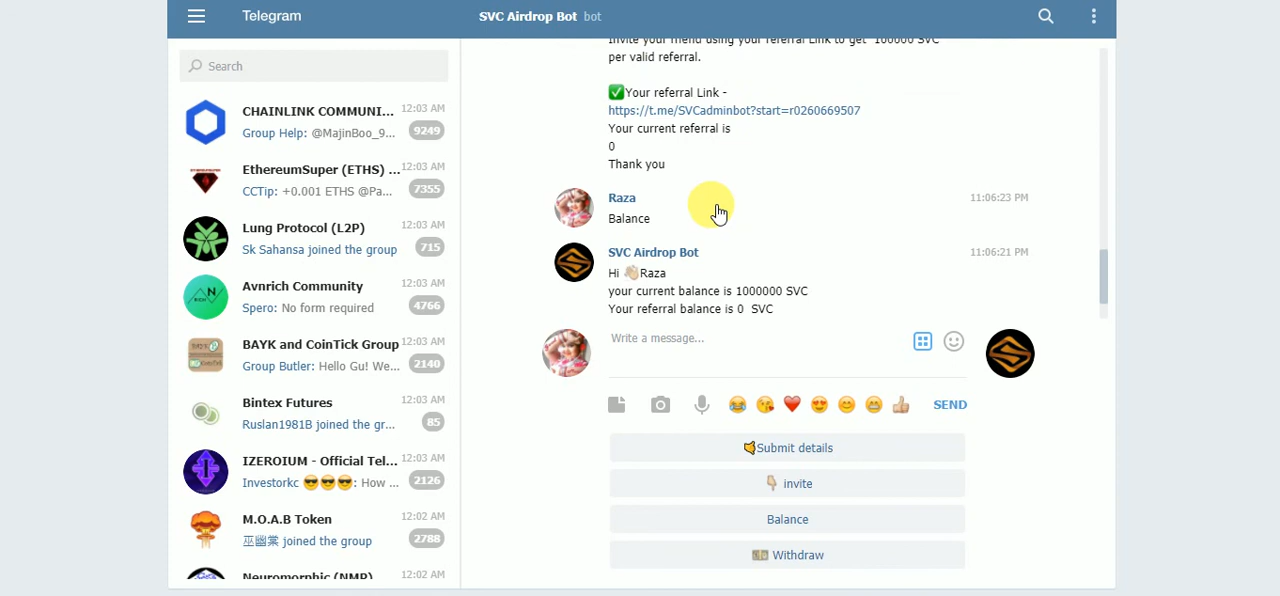 Telegram
SVC Airdrop Bot bot
Search
CHAINLINK COMMUNI... 12:03 AM
Group Help: @MajinBoo_9... 9249
EthereumSuper (ETHS) ... 12:03 AM
CCTip: +0.001 ETHS @Pa... 7355
Lung Protocol (L2P) 12:03 AM
Sk Sahansa joined the group 715
Avnrich Community 12:03 AM
Spero: No form required 4766
BAYK and CoinTick Group 12:03 AM
Group Butler: Hello Gu! We... 2140
Bintex Futures 12:03 AM
Ruslan1981B joined the gr... 85
IZEROIUM - Official Tel... 12:03 AM
Investorkc 😎😎😎: How ... 2126
M.O.A.B Token 12:02 AM
巫幽棠 joined the group 2788
Neuromorphic (NMP) 12:02 AM
Invite your friend using your referral Link to get 100000 SVC
per valid referral.
✅Your referral Link -
https://t.me/SVCadminbot?start=r0260669507
Your current referral is
0
Thank you
Raza 11:06:23 PM
Balance
SVC Airdrop Bot 11:06:21 PM
Hi 👋🏻Raza
your current balance is 1000000 SVC
Your referral balance is 0 SVC
Write a message...
SEND
Submit details
👇🏻 invite
Balance
💵 Withdraw